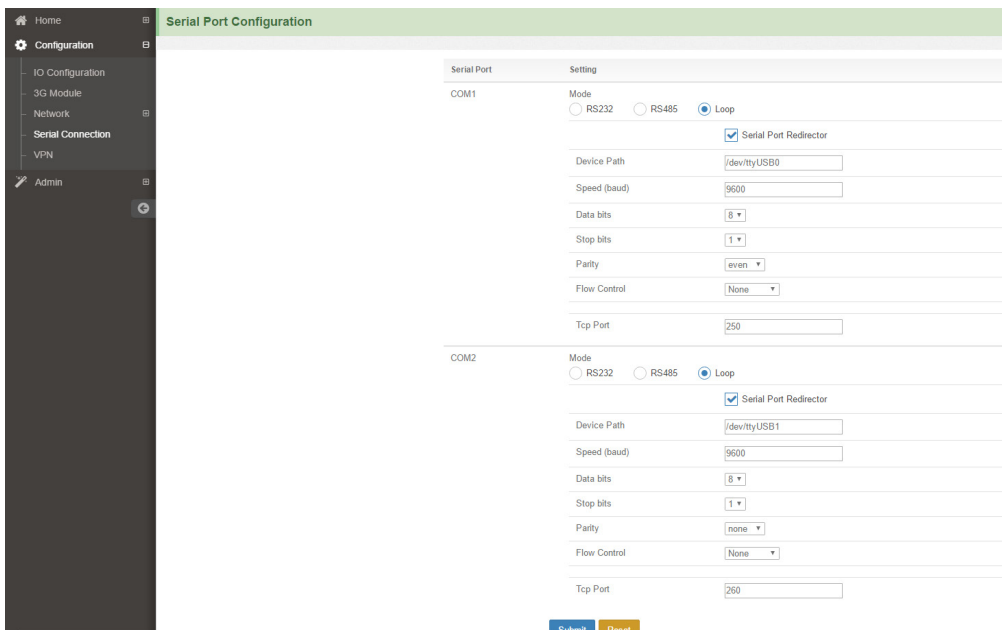 Home
Serial Port Configuration
Configuration
IO Configuration
3G Module
Network
Serial Connection
VPN
Admin
Serial Port Setting
COM1 Mode
RS232 RS485 Loop
Serial Port Redirector
Device Path /dev/ttyUSB0
Speed (baud) 9600
Data bits 8
Stop bits 1
Parity even
Flow Control None
Tcp Port 250
COM2 Mode
RS232 RS485 Loop
Serial Port Redirector
Device Path /dev/ttyUSB1
Speed (baud) 9600
Data bits 8
Stop bits 1
Parity none
Flow Control None
Tcp Port 260
Submit Reset